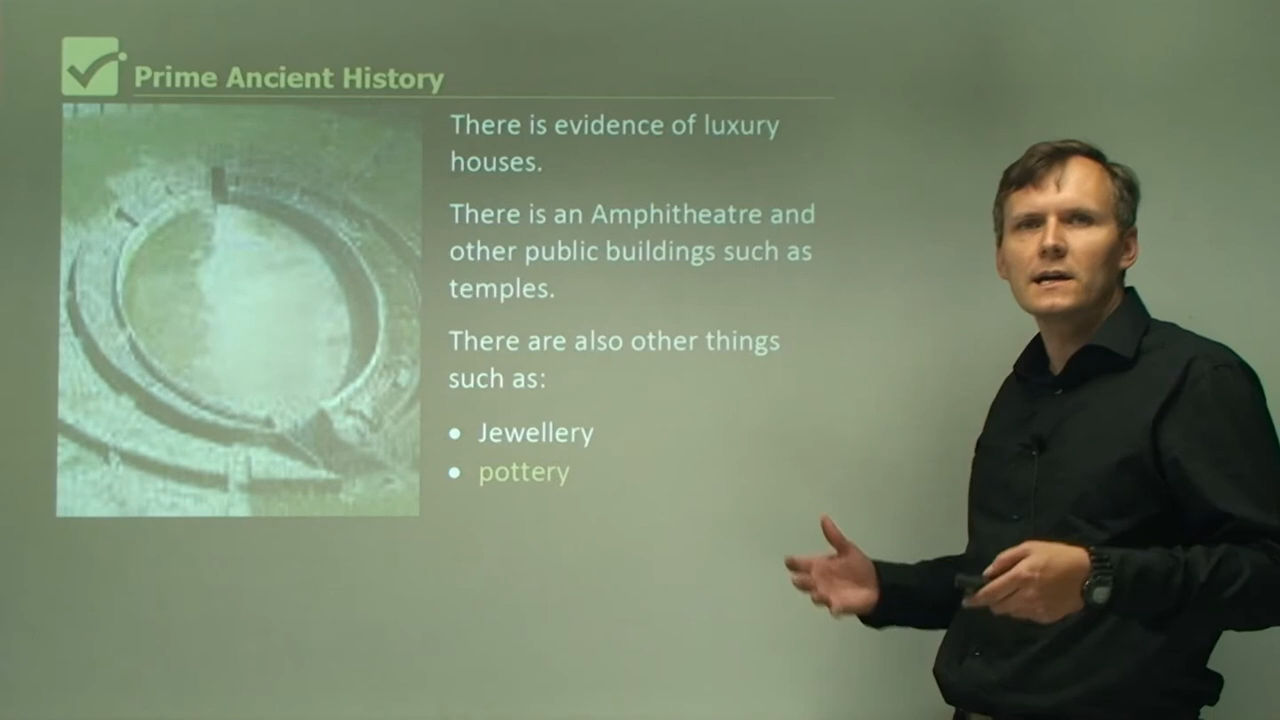 Prime Ancient History
There is evidence of luxury
houses.
There is an Amphitheatre and
other public buildings such as
temples.
There are also other things
such as:
• Jewellery
• pottery